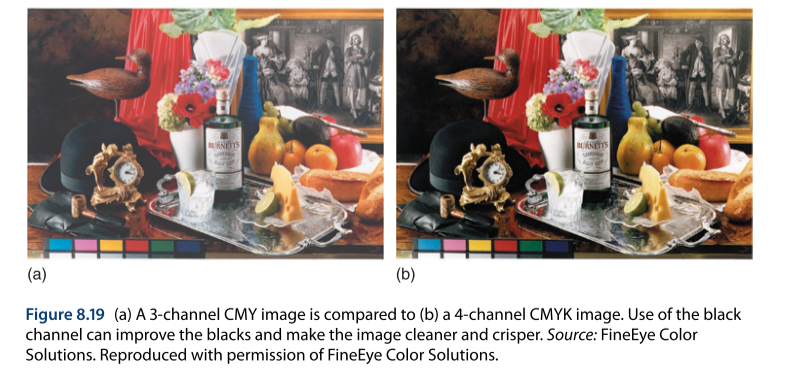 BURNETT'S
BURNETT'S
(a)
(b)
Figure 8.19 (a) A 3-channel CMY image is compared to (b) a 4-channel CMYK image. Use of the black
channel can improve the blacks and make the image cleaner and crisper. Source: FineEye Color
Solutions. Reproduced with permission of FineEye Color Solutions.